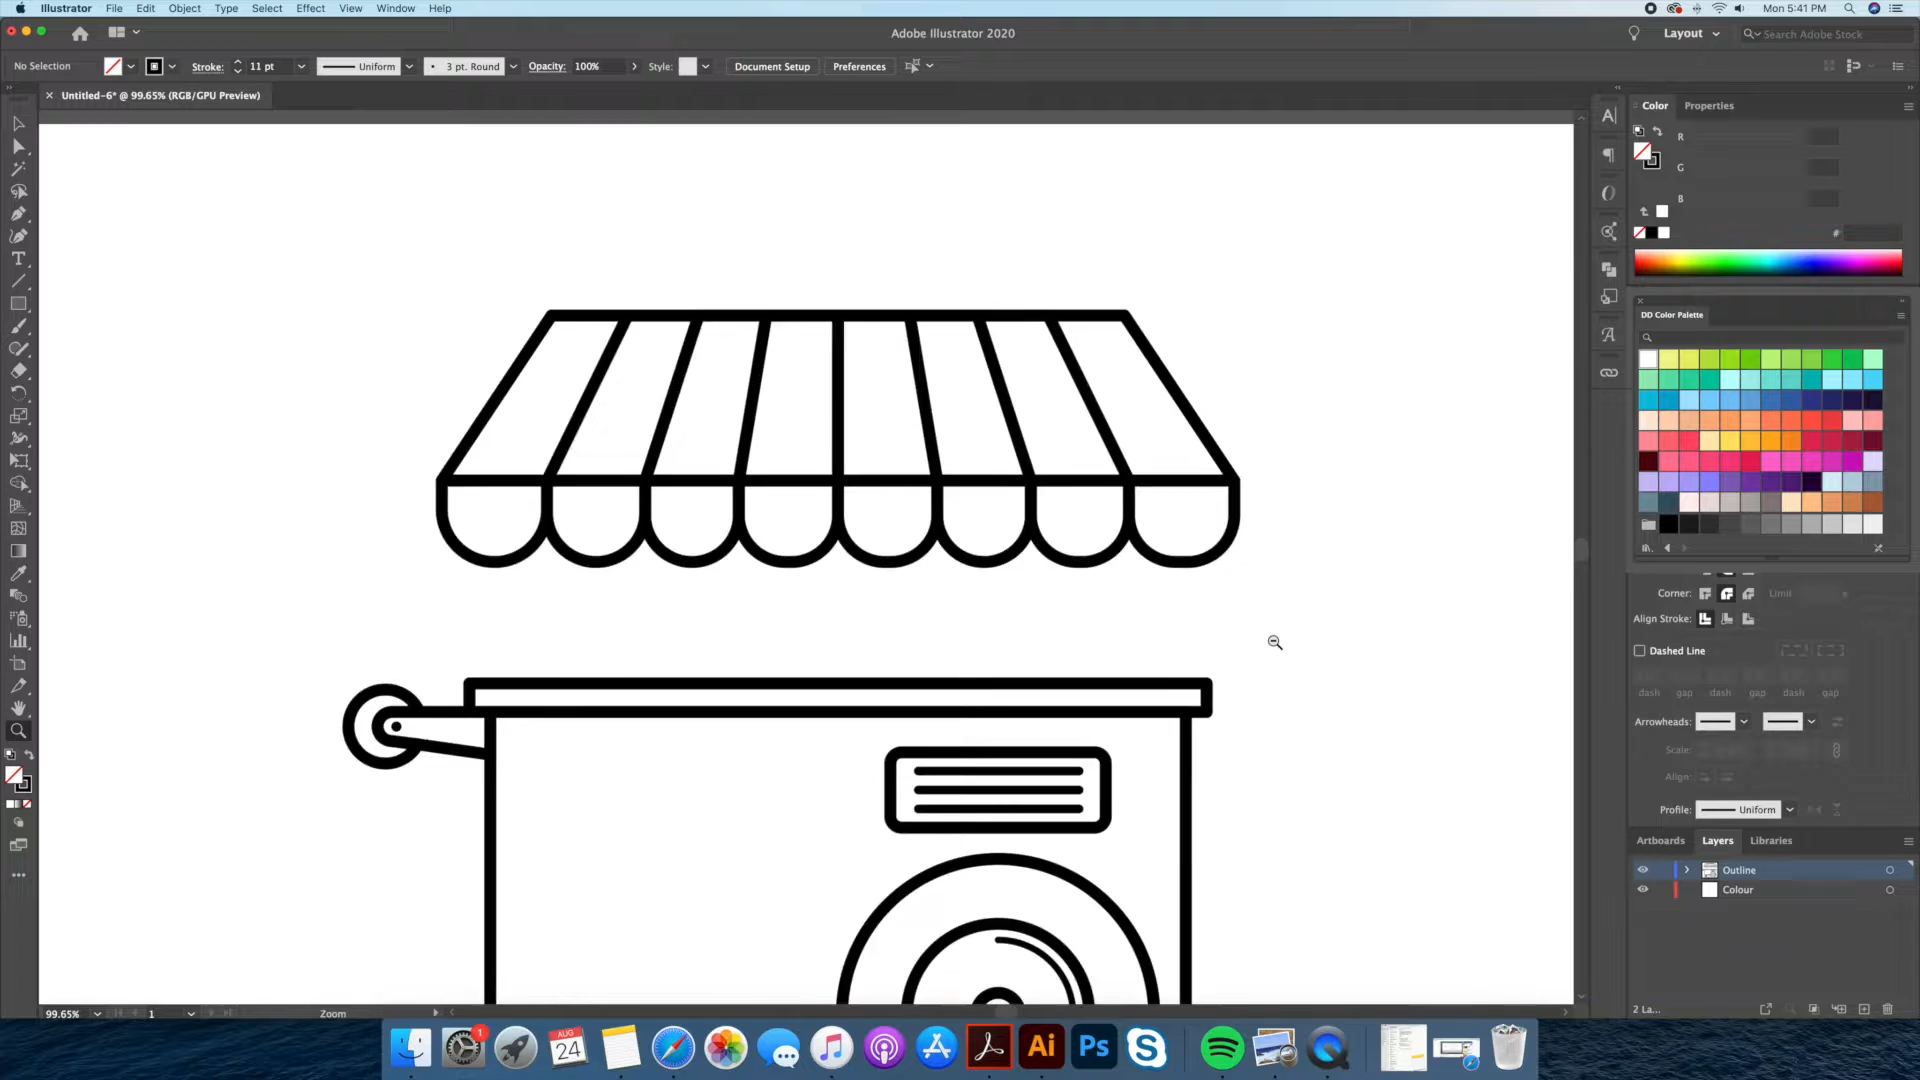 Illustrator File Edit Object Type Select Effect View Window Help
Mon 5:41 PM
Adobe Illustrator 2020
Layout
Search Adobe Stock
No Selection
Stroke: 11 pt
Uniform
3 pt. Round
Opacity: 100%
Style:
Document Setup
Preferences
Untitled-6* @ 99.65% (RGB/GPU Preview)
Color Properties
R
G
B
#
DD Color Palette
Corner:
Limit
Align Stroke:
Dashed Line
dash gap dash gap dash gap
Arrowheads:
Scale:
Align:
Profile: Uniform
Artboards Layers Libraries
Outline
Colour
2 La...
99.65%
1
Zoom
1
AUG
24
Ai
Ps